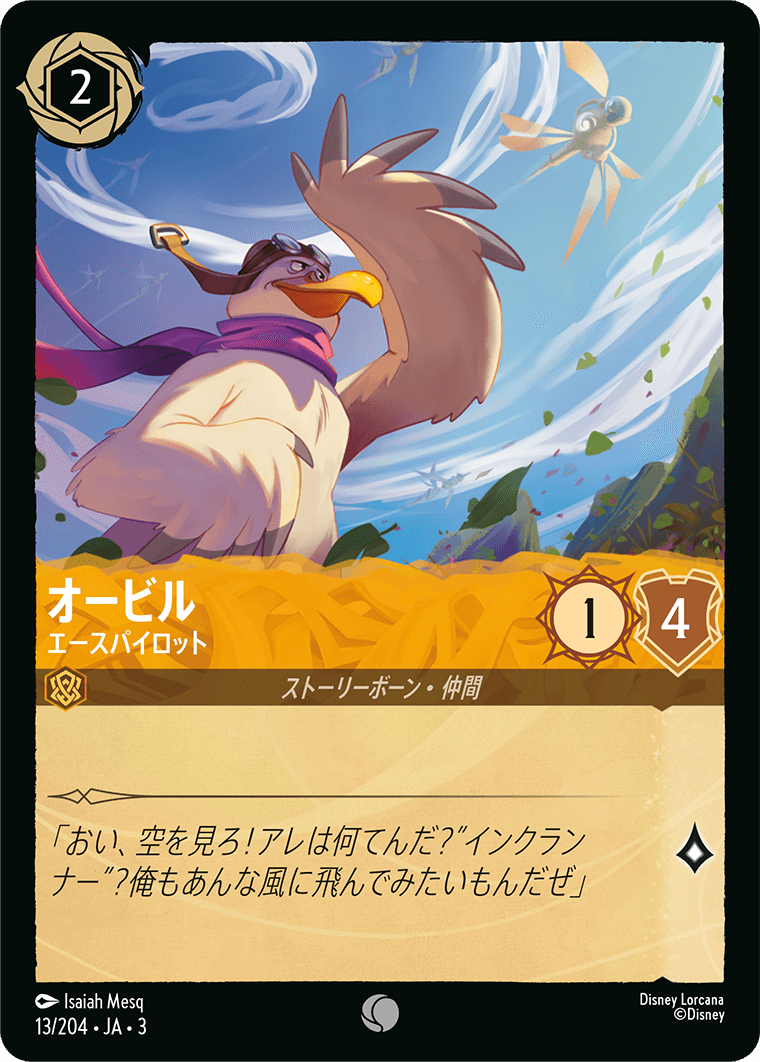 2
オービル
エースパイロット
1
4
ストーリーボーン・仲間
「おい、空を見ろ！アレは何てんだ？”インクラン
ナー”？俺もあんな風に飛んでみたいもんだぜ」
Isaiah Mesq
13/204・JA・3
Disney Lorcana
©Disney